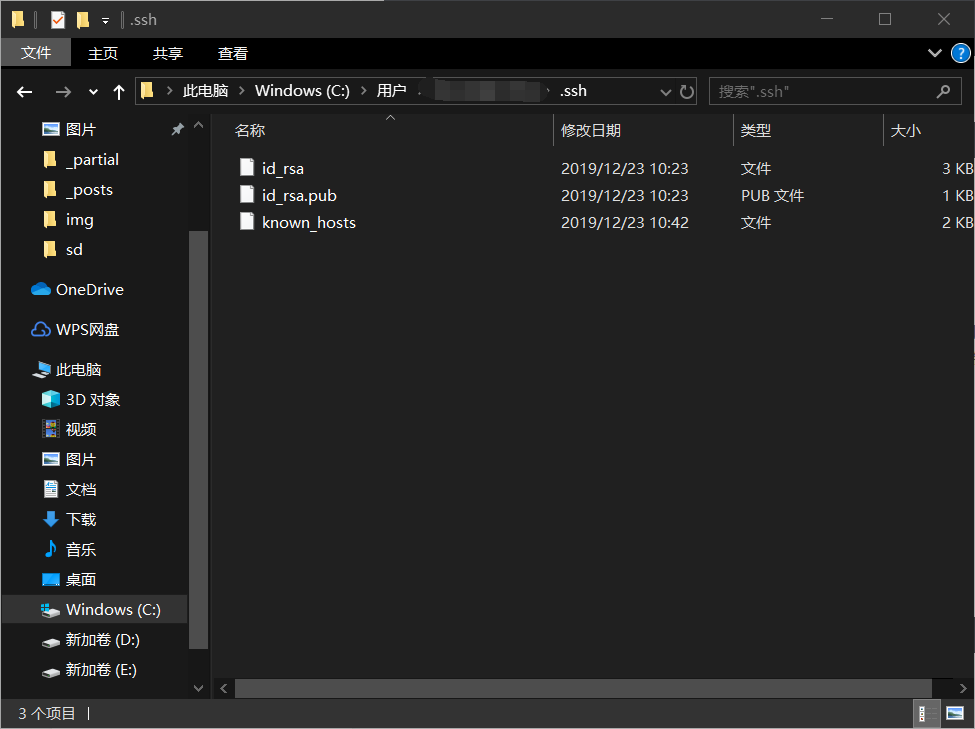 .ssh
文件 主页 共享 查看
此电脑 Windows (C:) 用户 .ssh 搜索".ssh"
名称 修改日期 类型 大小
id_rsa 2019/12/23 10:23 文件 3 KB
id_rsa.pub 2019/12/23 10:23 PUB 文件 1 KB
known_hosts 2019/12/23 10:42 文件 2 KB
图片
_partial
_posts
img
sd
OneDrive
WPS网盘
此电脑
3D 对象
视频
图片
文档
下载
音乐
桌面
Windows (C:)
新加卷 (D:)
新加卷 (E:)
3 个项目